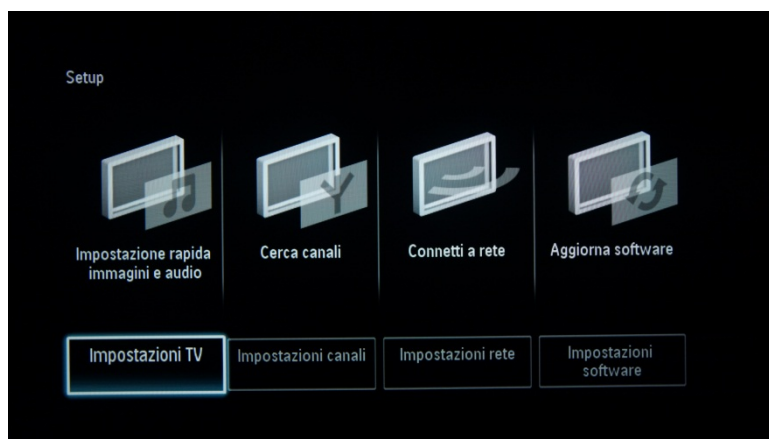 Setup
Impostazione rapida
immagini e audio
Cerca canali
Connetti a rete
Aggiorna software
Impostazioni TV
Impostazioni canali
Impostazioni rete
Impostazioni
software